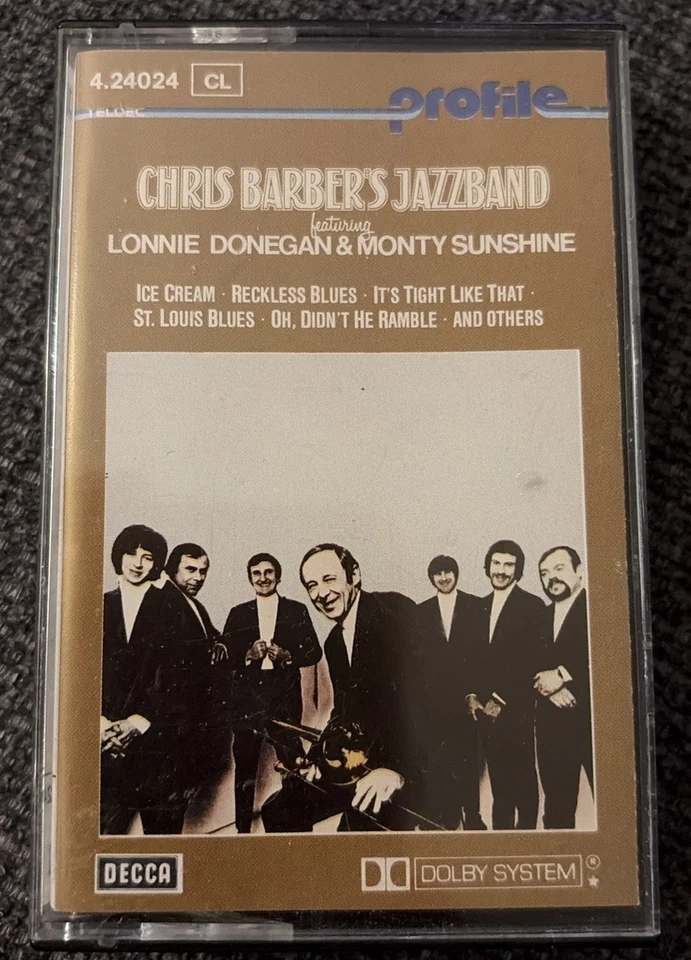 4.24024 CL
TELDEC
profile
CHRIS BARBER'S JAZZBAND
featuring
LONNIE DONEGAN & MONTY SUNSHINE
ICE CREAM · RECKLESS BLUES · IT'S TIGHT LIKE THAT ·
ST. LOUIS BLUES · OH, DIDN'T HE RAMBLE · AND OTHERS
DECCA
DOLBY SYSTEM ®